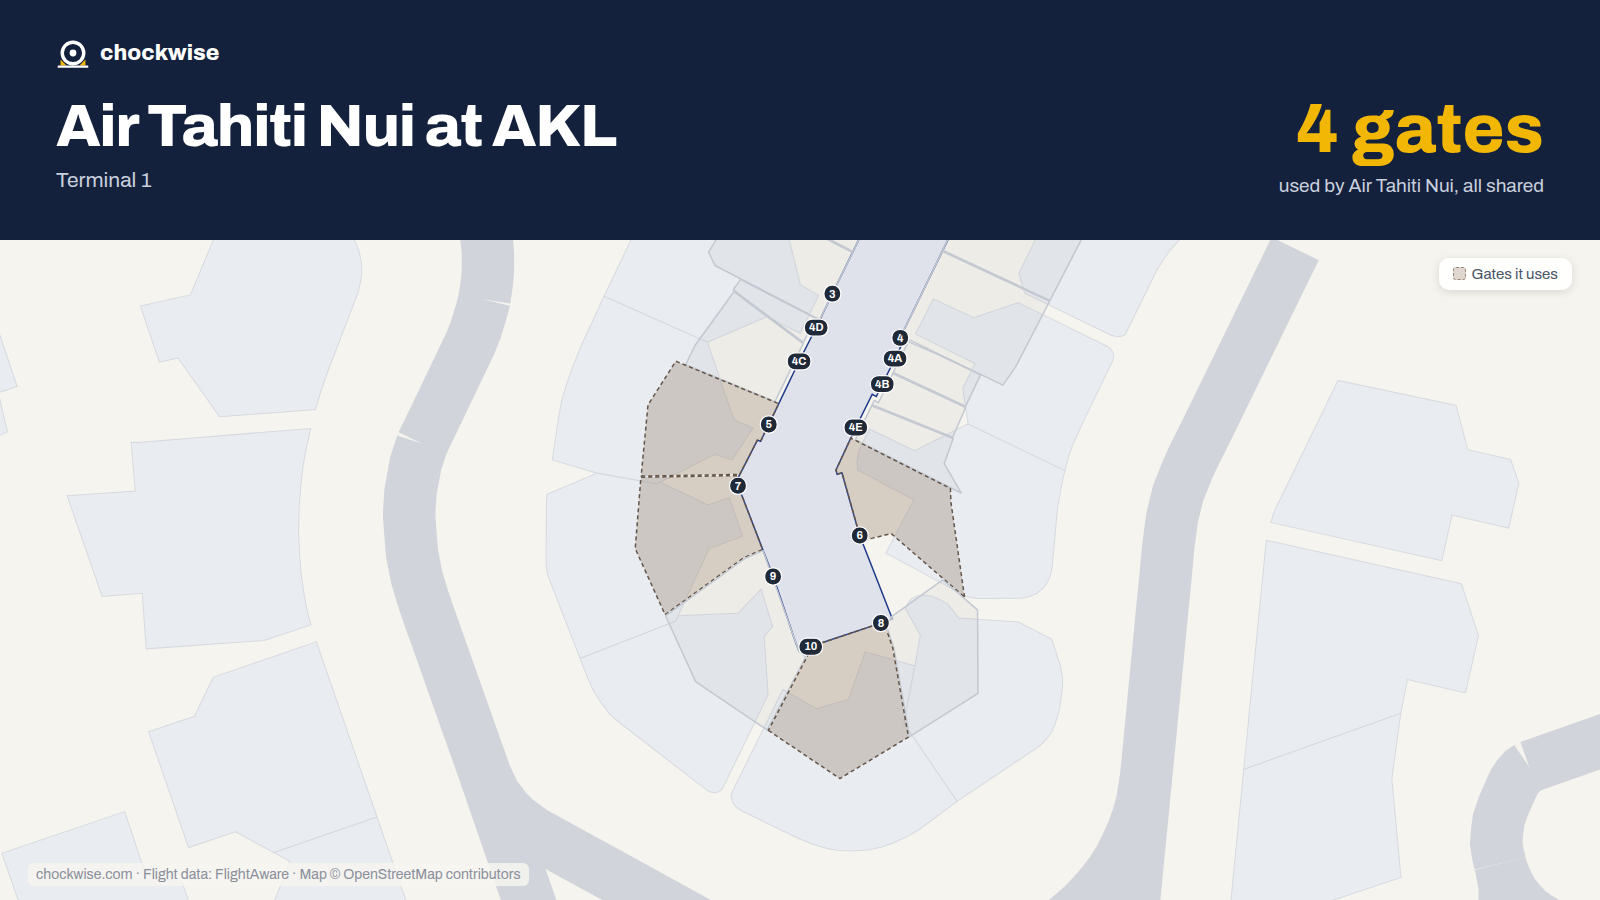 chockwise
Air Tahiti Nui at AKL
Terminal 1
4 gates
used by Air Tahiti Nui, all shared
Gates it uses
3
4D
4
4A
4C
4B
5
4E
7
6
9
8
10
chockwise.com · Flight data: FlightAware · Map © OpenStreetMap contributors